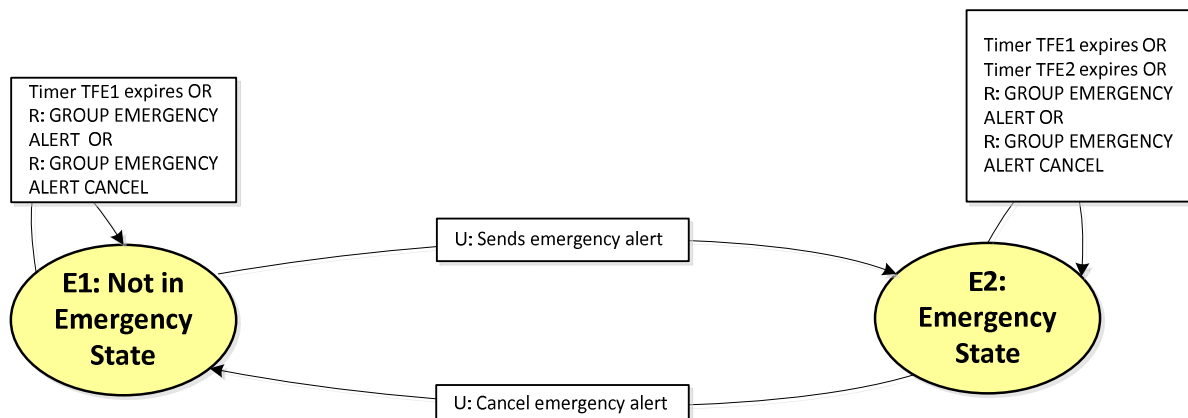 Timer TFE1 expires OR
R: GROUP EMERGENCY
ALERT OR
R: GROUP EMERGENCY
ALERT CANCEL
Timer TFE1 expires OR
Timer TFE2 expires OR
R: GROUP EMERGENCY
ALERT OR
R: GROUP EMERGENCY
ALERT CANCEL
U: Sends emergency alert
E1: Not in
Emergency
State
E2:
Emergency
State
U: Cancel emergency alert